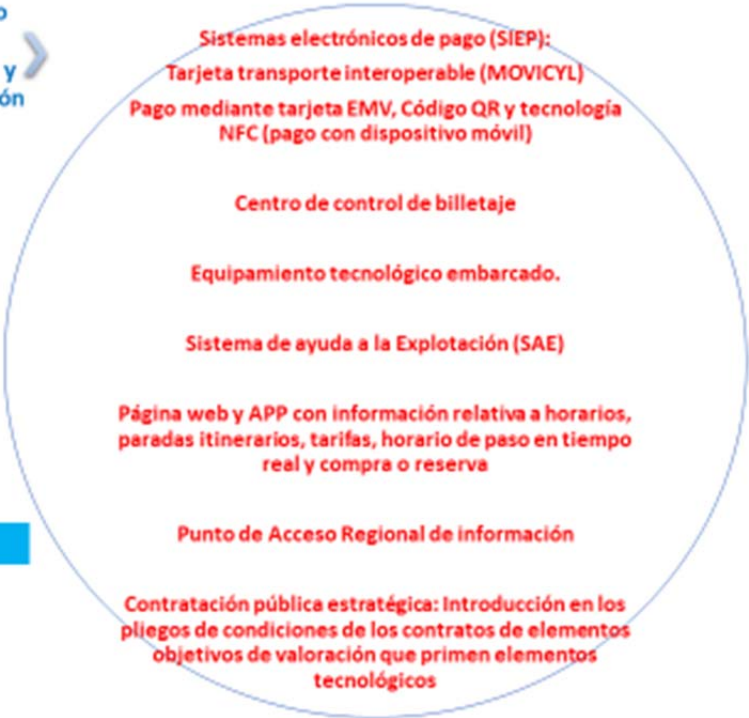 o
y
ón
Sistemas electrónicos de pago (SIEP):
Tarjeta transporte interoperable (MOVICYL)
Pago mediante tarjeta EMV, Código QR y tecnología
NFC (pago con dispositivo móvil)
Centro de control de billetaje
Equipamiento tecnológico embarcado.
Sistema de ayuda a la Explotación (SAE)
Página web y APP con información relativa a horarios,
paradas itinerarios, tarifas, horario de paso en tiempo
real y compra o reserva
Punto de Acceso Regional de información
Contratación pública estratégica: Introducción en los
pliegos de condiciones de los contratos de elementos
objetivos de valoración que primen elementos
tecnológicos